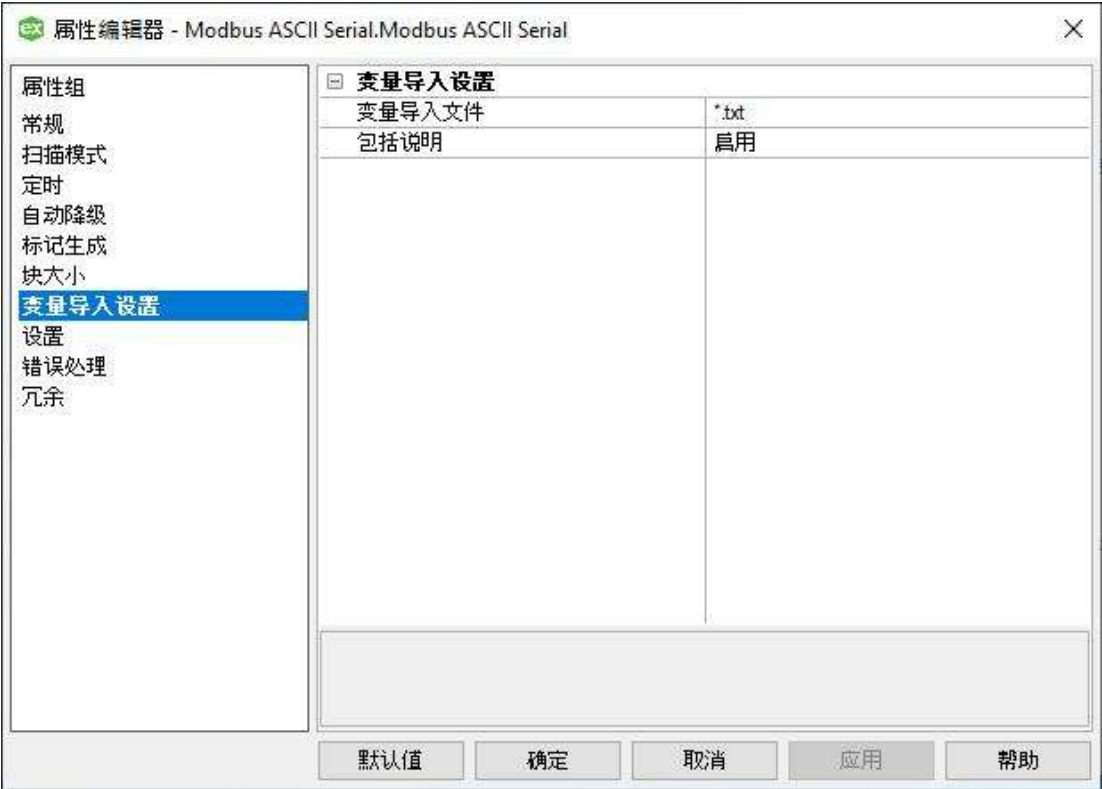 ex 属性编辑器 - Modbus ASCII Serial.Modbus ASCII Serial
属性组
常规
扫描模式
定时
自动降级
标记生成
块大小
变量导入设置
设置
错误处理
冗余
变量导入设置
变量导入文件 *.txt
包括说明 启用
默认值 确定 取消 应用 帮助